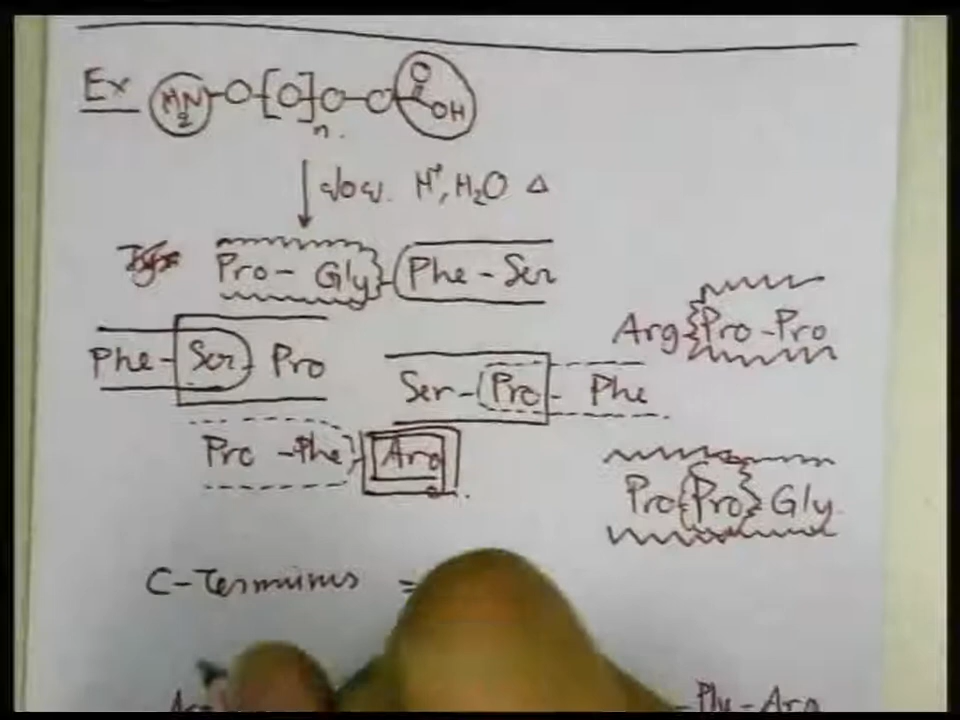 Ex H2N-O-[O]n-O-O-C(=O)OH
H⁺, H2O Δ
Pro - Gly - Phe - Ser
Arg Pro - Pro
Phe - Ser - Pro
Ser - Pro - Phe
Pro - Phe - Arg
Pro Pro Gly
C-Terminus =
- Phe - Arg